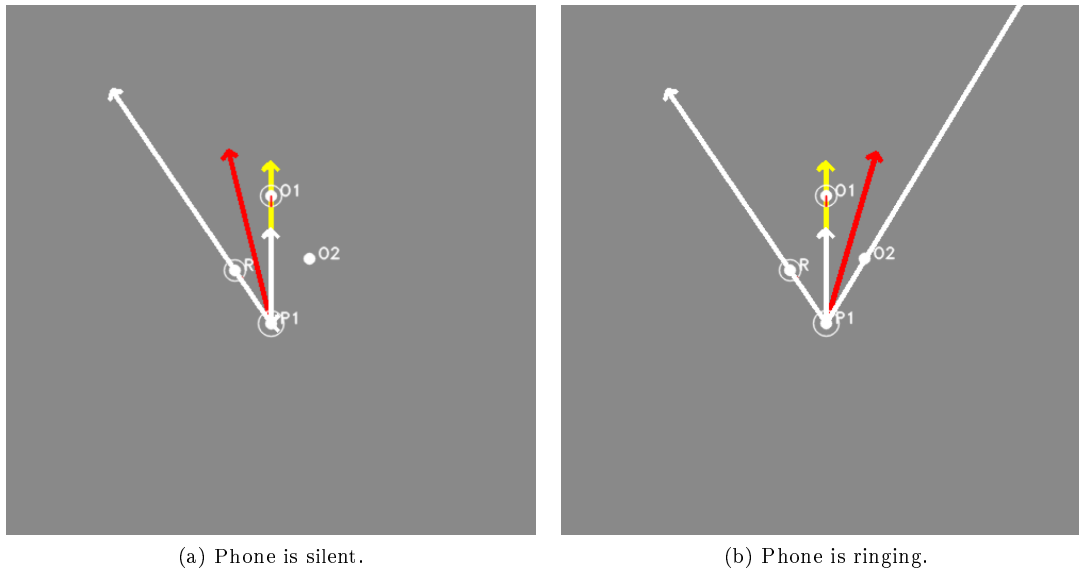 O1
O2
R
P1
O1
R
O2
P1
(a) Phone is silent.
(b) Phone is ringing.